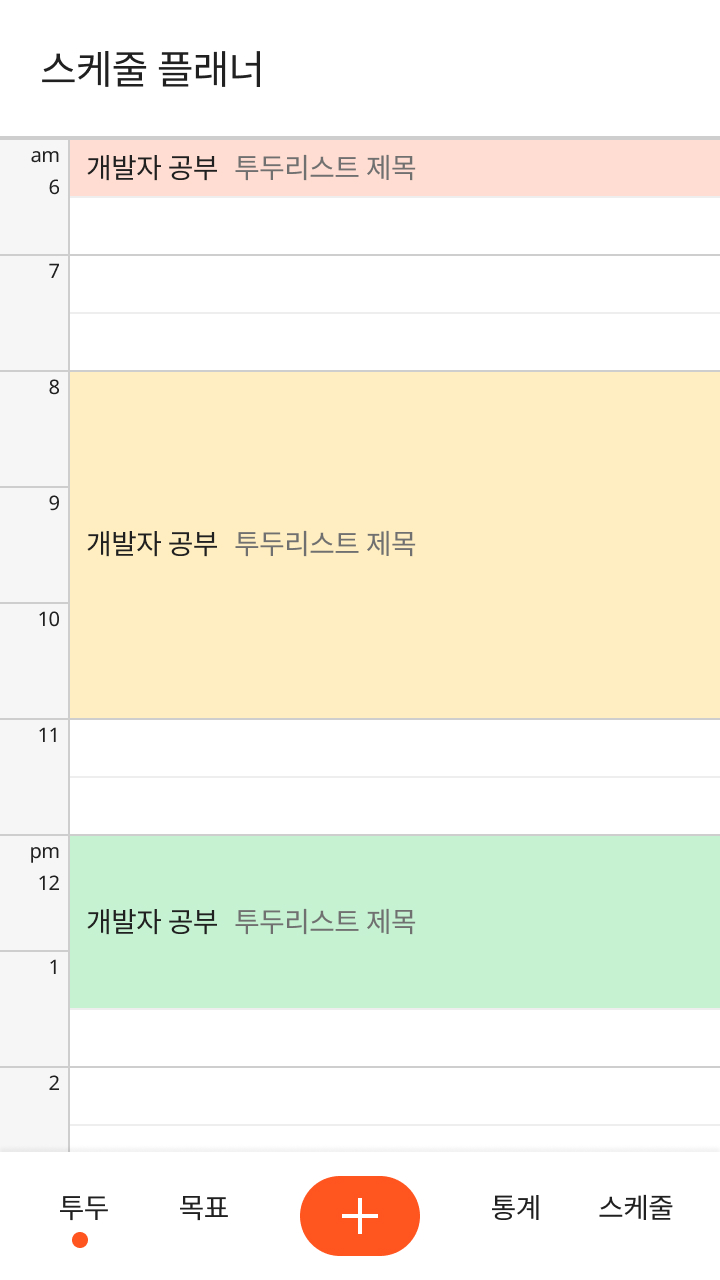 스케줄 플래너
am
6
개발자 공부 투두리스트 제목
7
8
9
개발자 공부 투두리스트 제목
10
11
pm
12
개발자 공부 투두리스트 제목
1
2
투두 목표 통계 스케줄